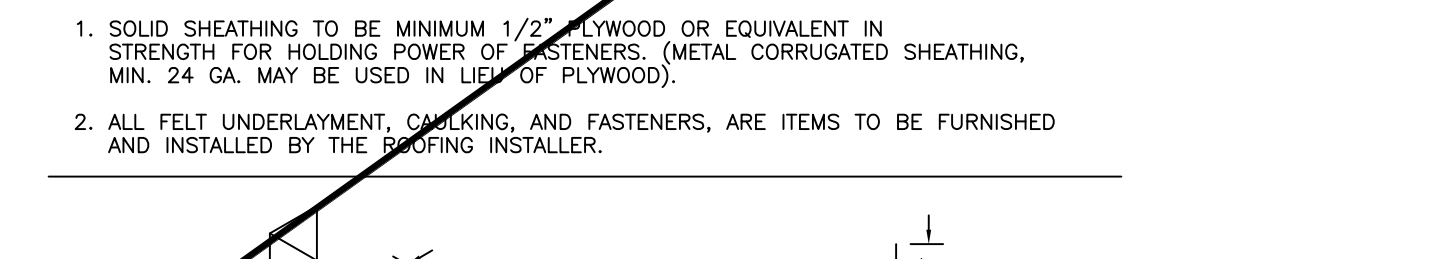 1. SOLID SHEATHING TO BE MINIMUM 1/2” PLYWOOD OR EQUIVALENT IN
STRENGTH FOR HOLDING POWER OF FASTENERS. (METAL CORRUGATED SHEATHING,
MIN. 24 GA. MAY BE USED IN LIEU OF PLYWOOD).
2. ALL FELT UNDERLAYMENT, CAULKING, AND FASTENERS, ARE ITEMS TO BE FURNISHED
AND INSTALLED BY THE ROOFING INSTALLER.